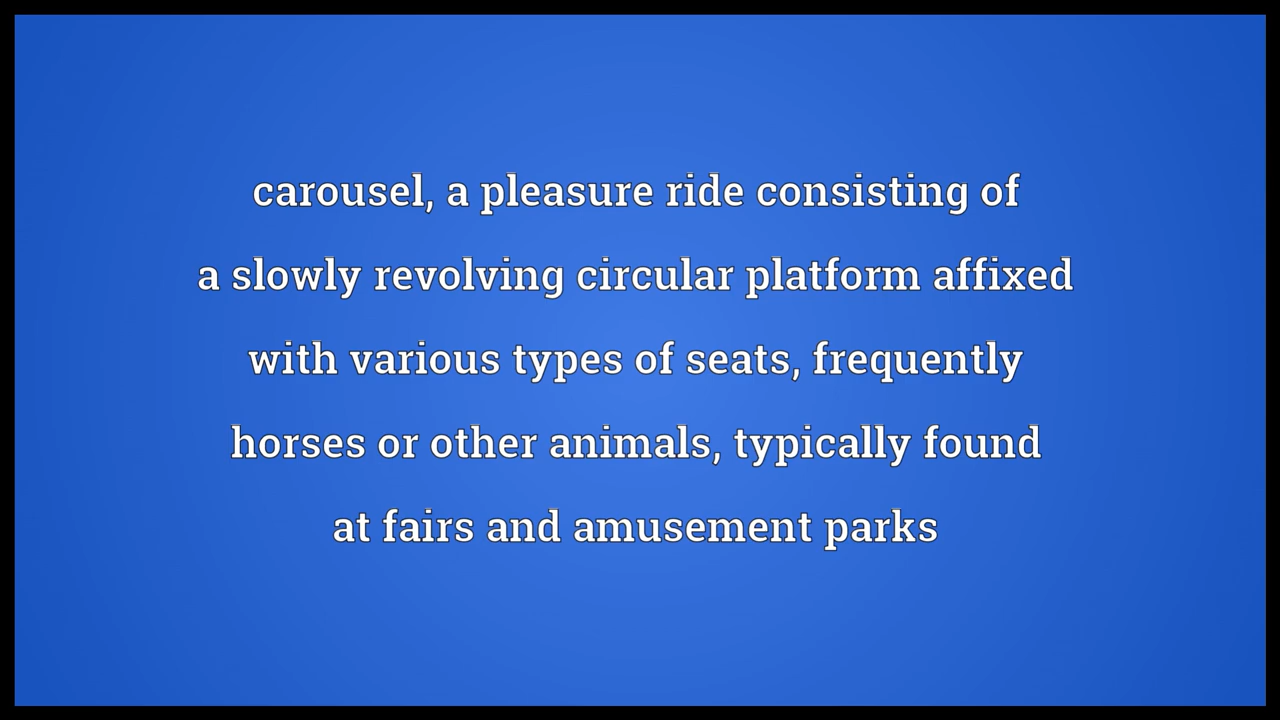 carousel, a pleasure ride consisting of
a slowly revolving circular platform affixed
with various types of seats, frequently
horses or other animals, typically found
at fairs and amusement parks